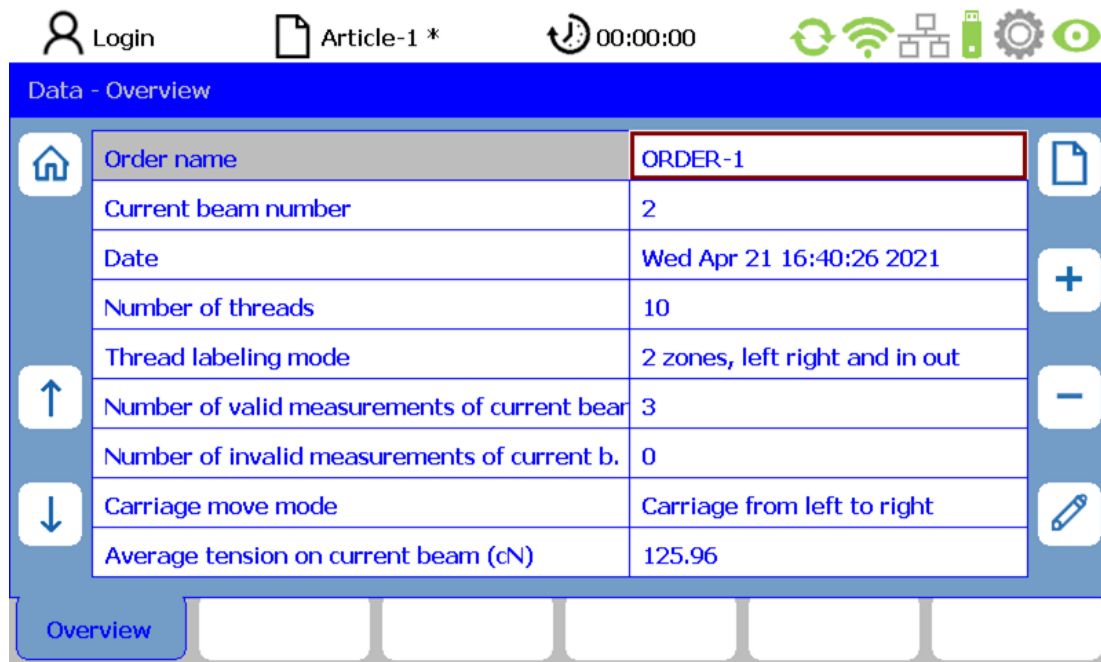 Login Article-1 * 00:00:00
Data - Overview
Order name ORDER-1
Current beam number 2
Date Wed Apr 21 16:40:26 2021
Number of threads 10
Thread labeling mode 2 zones, left right and in out
Number of valid measurements of current bear 3
Number of invalid measurements of current b. 0
Carriage move mode Carriage from left to right
Average tension on current beam (cN) 125.96
Overview